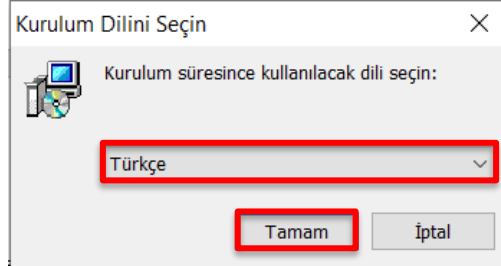 Kurulum Dilini Seçin
Kurulum süresince kullanılacak dili seçin:
Türkçe
Tamam İptal